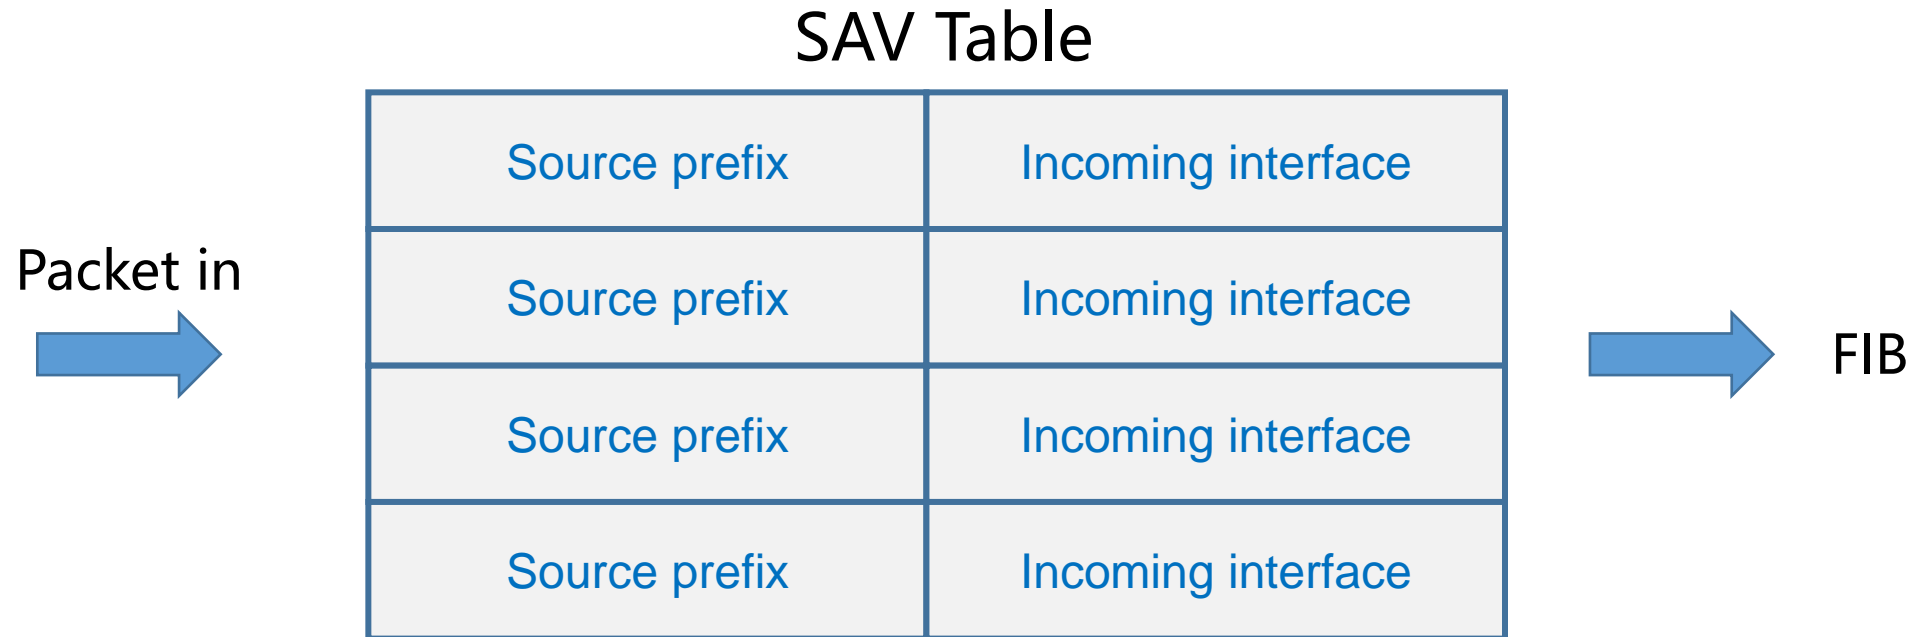 SAV Table
Source prefix Incoming interface
Packet in
Source prefix Incoming interface
FIB
Source prefix Incoming interface
Source prefix Incoming interface